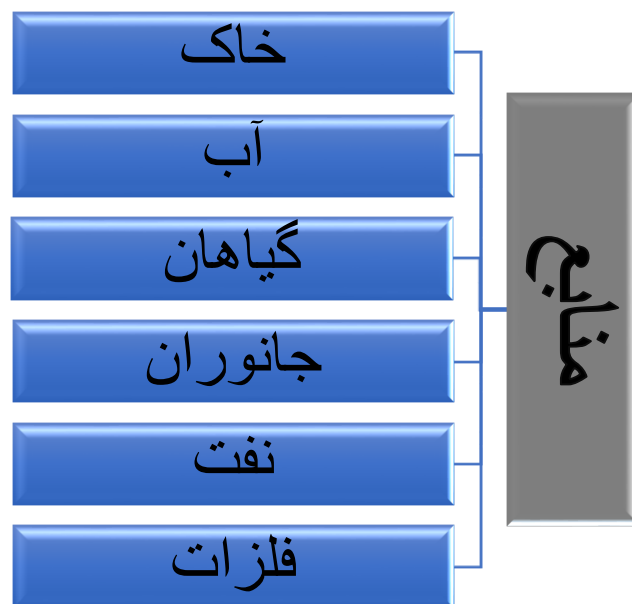 منابع
خاک
آب
گیاهان
جانوران
نفت
فلزات